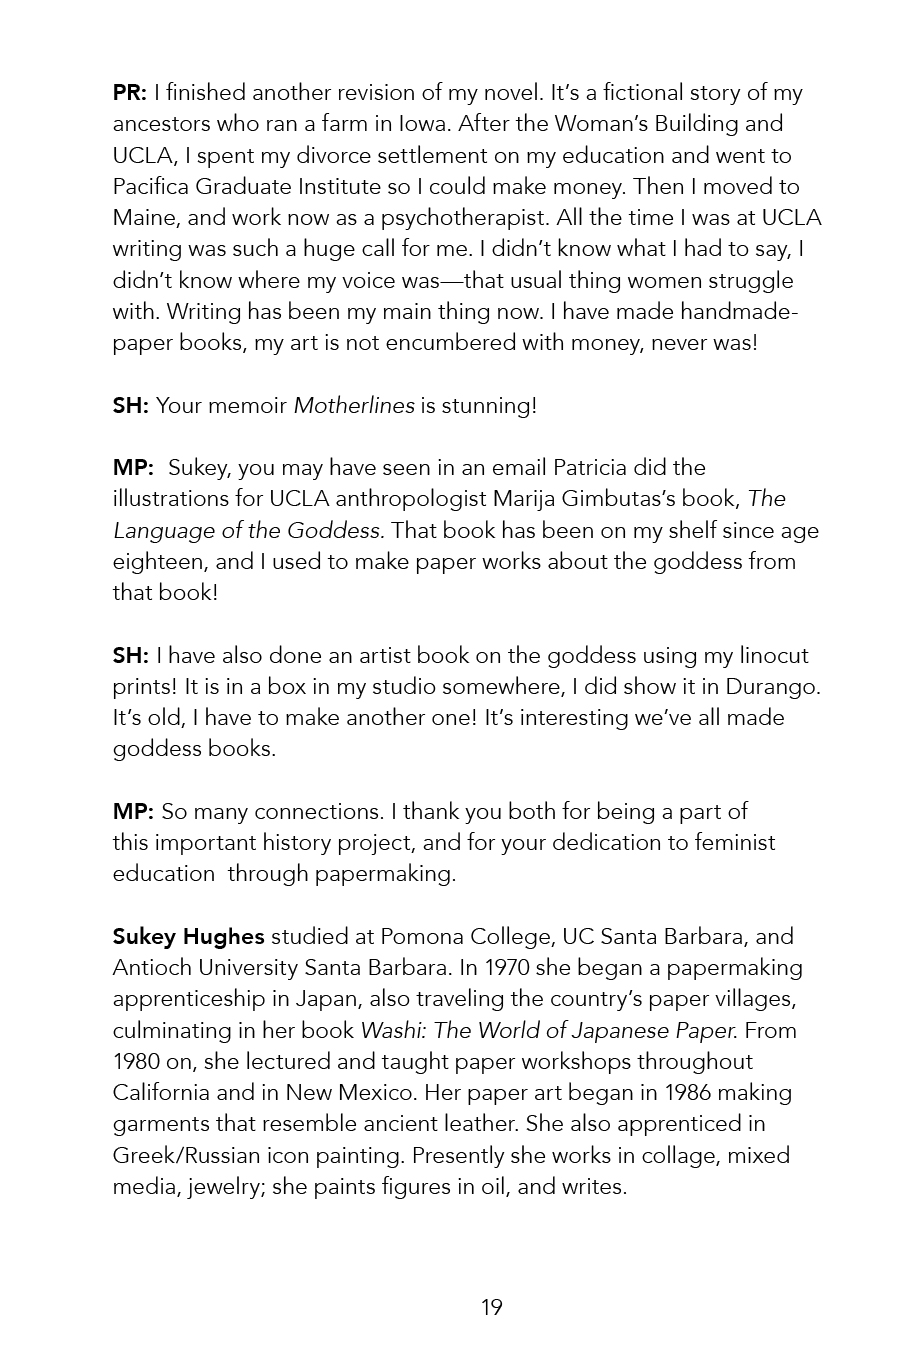 PR: I finished another revision of my novel. It’s a fictional story of my
ancestors who ran a farm in Iowa. After the Woman’s Building and
UCLA, I spent my divorce settlement on my education and went to
Pacifica Graduate Institute so I could make money. Then I moved to
Maine, and work now as a psychotherapist. All the time I was at UCLA
writing was such a huge call for me. I didn’t know what I had to say, I
didn’t know where my voice was—that usual thing women struggle
with. Writing has been my main thing now. I have made handmade-
paper books, my art is not encumbered with money, never was!
SH: Your memoir Motherlines is stunning!
MP:  Sukey, you may have seen in an email Patricia did the
illustrations for UCLA anthropologist Marija Gimbutas’s book, The
Language of the Goddess. That book has been on my shelf since age
eighteen, and I used to make paper works about the goddess from
that book!
SH: I have also done an artist book on the goddess using my linocut
prints! It is in a box in my studio somewhere, I did show it in Durango.
It’s old, I have to make another one! It’s interesting we’ve all made
goddess books.
MP: So many connections. I thank you both for being a part of
this important history project, and for your dedication to feminist
education  through papermaking.
Sukey Hughes studied at Pomona College, UC Santa Barbara, and
Antioch University Santa Barbara. In 1970 she began a papermaking
apprenticeship in Japan, also traveling the country’s paper villages,
culminating in her book Washi: The World of Japanese Paper. From
1980 on, she lectured and taught paper workshops throughout
California and in New Mexico. Her paper art began in 1986 making
garments that resemble ancient leather. She also apprenticed in
Greek/Russian icon painting. Presently she works in collage, mixed
media, jewelry; she paints figures in oil, and writes.
19